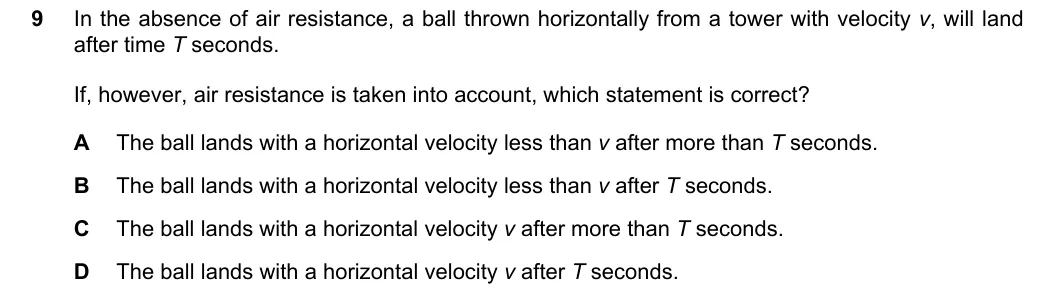 9 In the absence of air resistance, a ball thrown horizontally from a tower with velocity v, will land
after time T seconds.
If, however, air resistance is taken into account, which statement is correct?
A The ball lands with a horizontal velocity less than v after more than T seconds.
B The ball lands with a horizontal velocity less than v after T seconds.
C The ball lands with a horizontal velocity v after more than T seconds.
D The ball lands with a horizontal velocity v after T seconds.